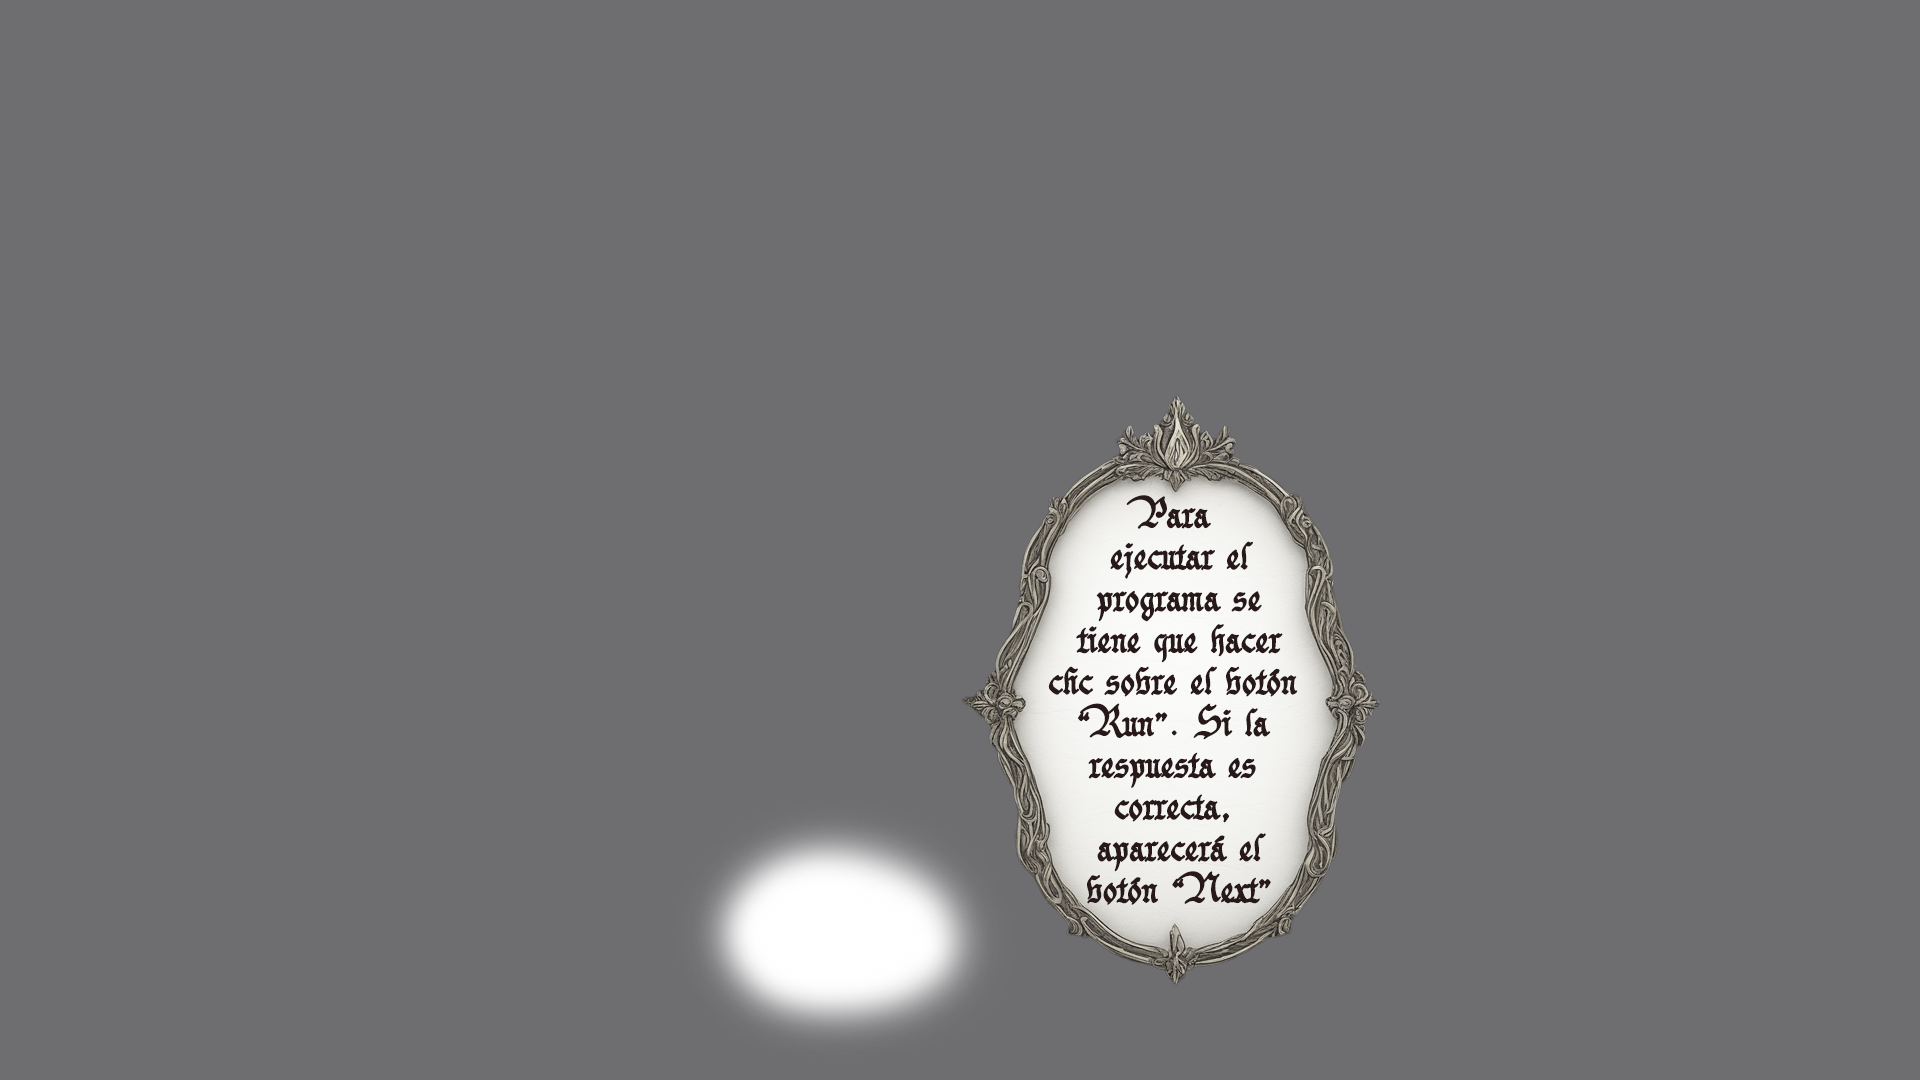 Para
ejecutar el
programa se
tiene que hacer
clic sobre el botón
“Run”. Si la
respuesta es
correcta,
aparecerá el
botón “Next”